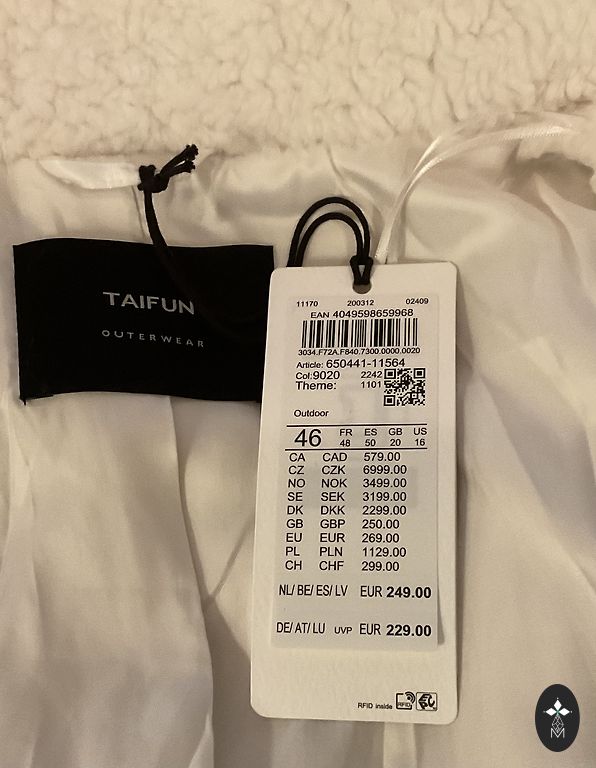 TAIFUN
OUTERWEAR
11170 200312 02409
EAN 4049598659968
3034.F72A.F840.7300.0000.0020
Article: 650441-11564
Col:9020 2242
Theme: 1101
Outdoor
46 FR ES GB US
48 50 20 16
CA CAD 579.00
CZ CZK 6999.00
NO NOK 3499.00
SE SEK 3199.00
DK DKK 2299.00
GB GBP 250.00
EU EUR 269.00
PL PLN 1129.00
CH CHF 299.00
NL/ BE/ ES/ LV EUR 249.00
DE/ AT/ LU UVP EUR 229.00
RFID inside RFID
M